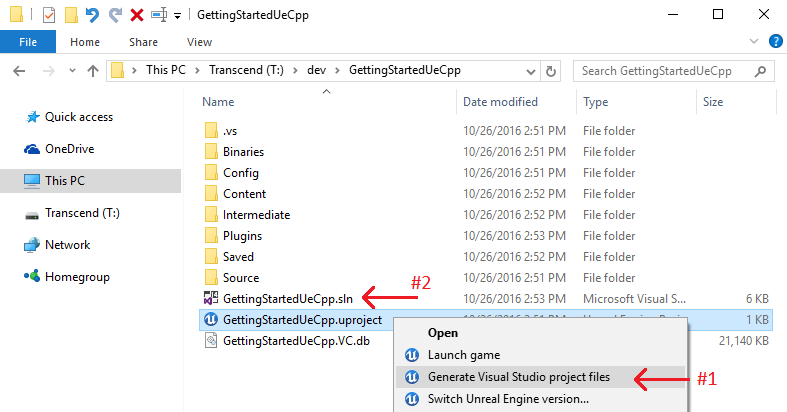 GettingStartedUeCpp
File Home Share View
This PC Transcend (T:) dev GettingStartedUeCpp Search GettingStartedUeCpp
Name Date modified Type Size
Quick access
OneDrive
This PC
Transcend (T:)
Network
Homegroup
.vs 10/26/2016 2:51 PM File folder
Binaries 10/26/2016 2:51 PM File folder
Config 10/26/2016 2:51 PM File folder
Content 10/26/2016 2:52 PM File folder
Intermediate 10/26/2016 2:52 PM File folder
Plugins 10/26/2016 2:53 PM File folder
Saved 10/26/2016 2:52 PM File folder
Source 10/26/2016 2:51 PM File folder
GettingStartedUeCpp.sln #2 10/26/2016 2:53 PM Microsoft Visual S... 6 KB
GettingStartedUeCpp.uproject 1 KB
GettingStartedUeCpp.VC.db 21,140 KB
Open
Launch game
Generate Visual Studio project files #1
Switch Unreal Engine version...